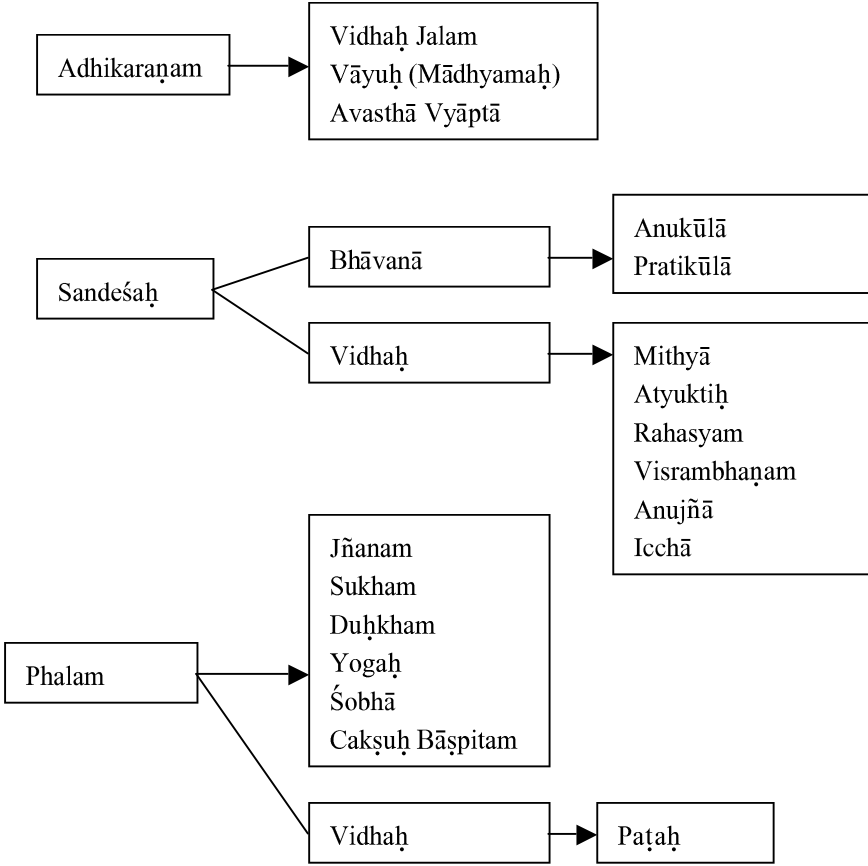 Adhikaraṇam
Vidhaḥ Jalam
Vāyuḥ (Mādhyamaḥ)
Avasthā Vyāptā
Sandeśaḥ
Bhāvanā
Anukūlā
Pratikūlā
Vidhaḥ
Mithyā
Atyuktiḥ
Rahasyam
Visrambhaṇam
Anujñā
Icchā
Phalam
Jñanam
Sukham
Duḥkham
Yogaḥ
Śobhā
Cakṣuḥ Bāṣpitam
Vidhaḥ
Paṭaḥ